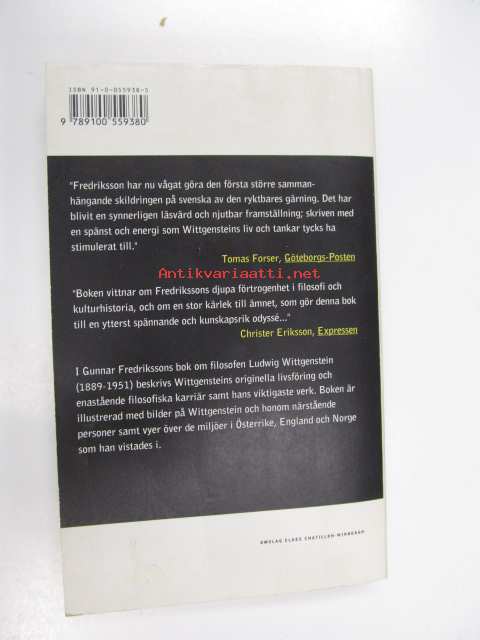 ISBN 91-0-055938-5
9 789100 559380
"Fredriksson har nu vågat göra den första större samman-
hängande skildringen på svenska av den ryktbares gärning. Det har
blivit en synnerligen läsvärd och njutbar framställning; skriven med
en spänst och energi som Wittgensteins liv och tankar tycks ha
stimulerat till."
Tomas Forser, Göteborgs-Posten
Antikvariaatti.net
"Boken vittnar om Fredrikssons djupa förtrogenhet i filosofi och
kulturhistoria, och om en stor kärlek till ämnet, som gör denna bok
till en ytterst spännande och kunskapsrik odyssé..."
Christer Eriksson, Expressen
I Gunnar Fredrikssons bok om filosofen Ludwig Wittgenstein
(1889-1951) beskrivs Wittgensteins originella livsföring och
enastående filosofiska karriär samt hans viktigaste verk. Boken är
illustrerad med bilder på Wittgenstein och honom närstående
personer samt vyer över de miljöer i Österrike, England och Norge
som han vistades i.
OMSLAG CLAES CHATILLON-WINBERGH